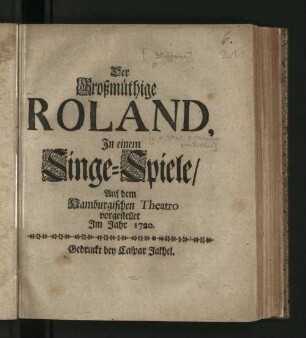 6.
Der
Großmüthige
ROLAND,
In einem
Singe-Spiele/
Auf dem
Hamburgischen Theatro
vorgestellet
Im Jahr 1720.
Gedruckt bey Caspar Jakhel.